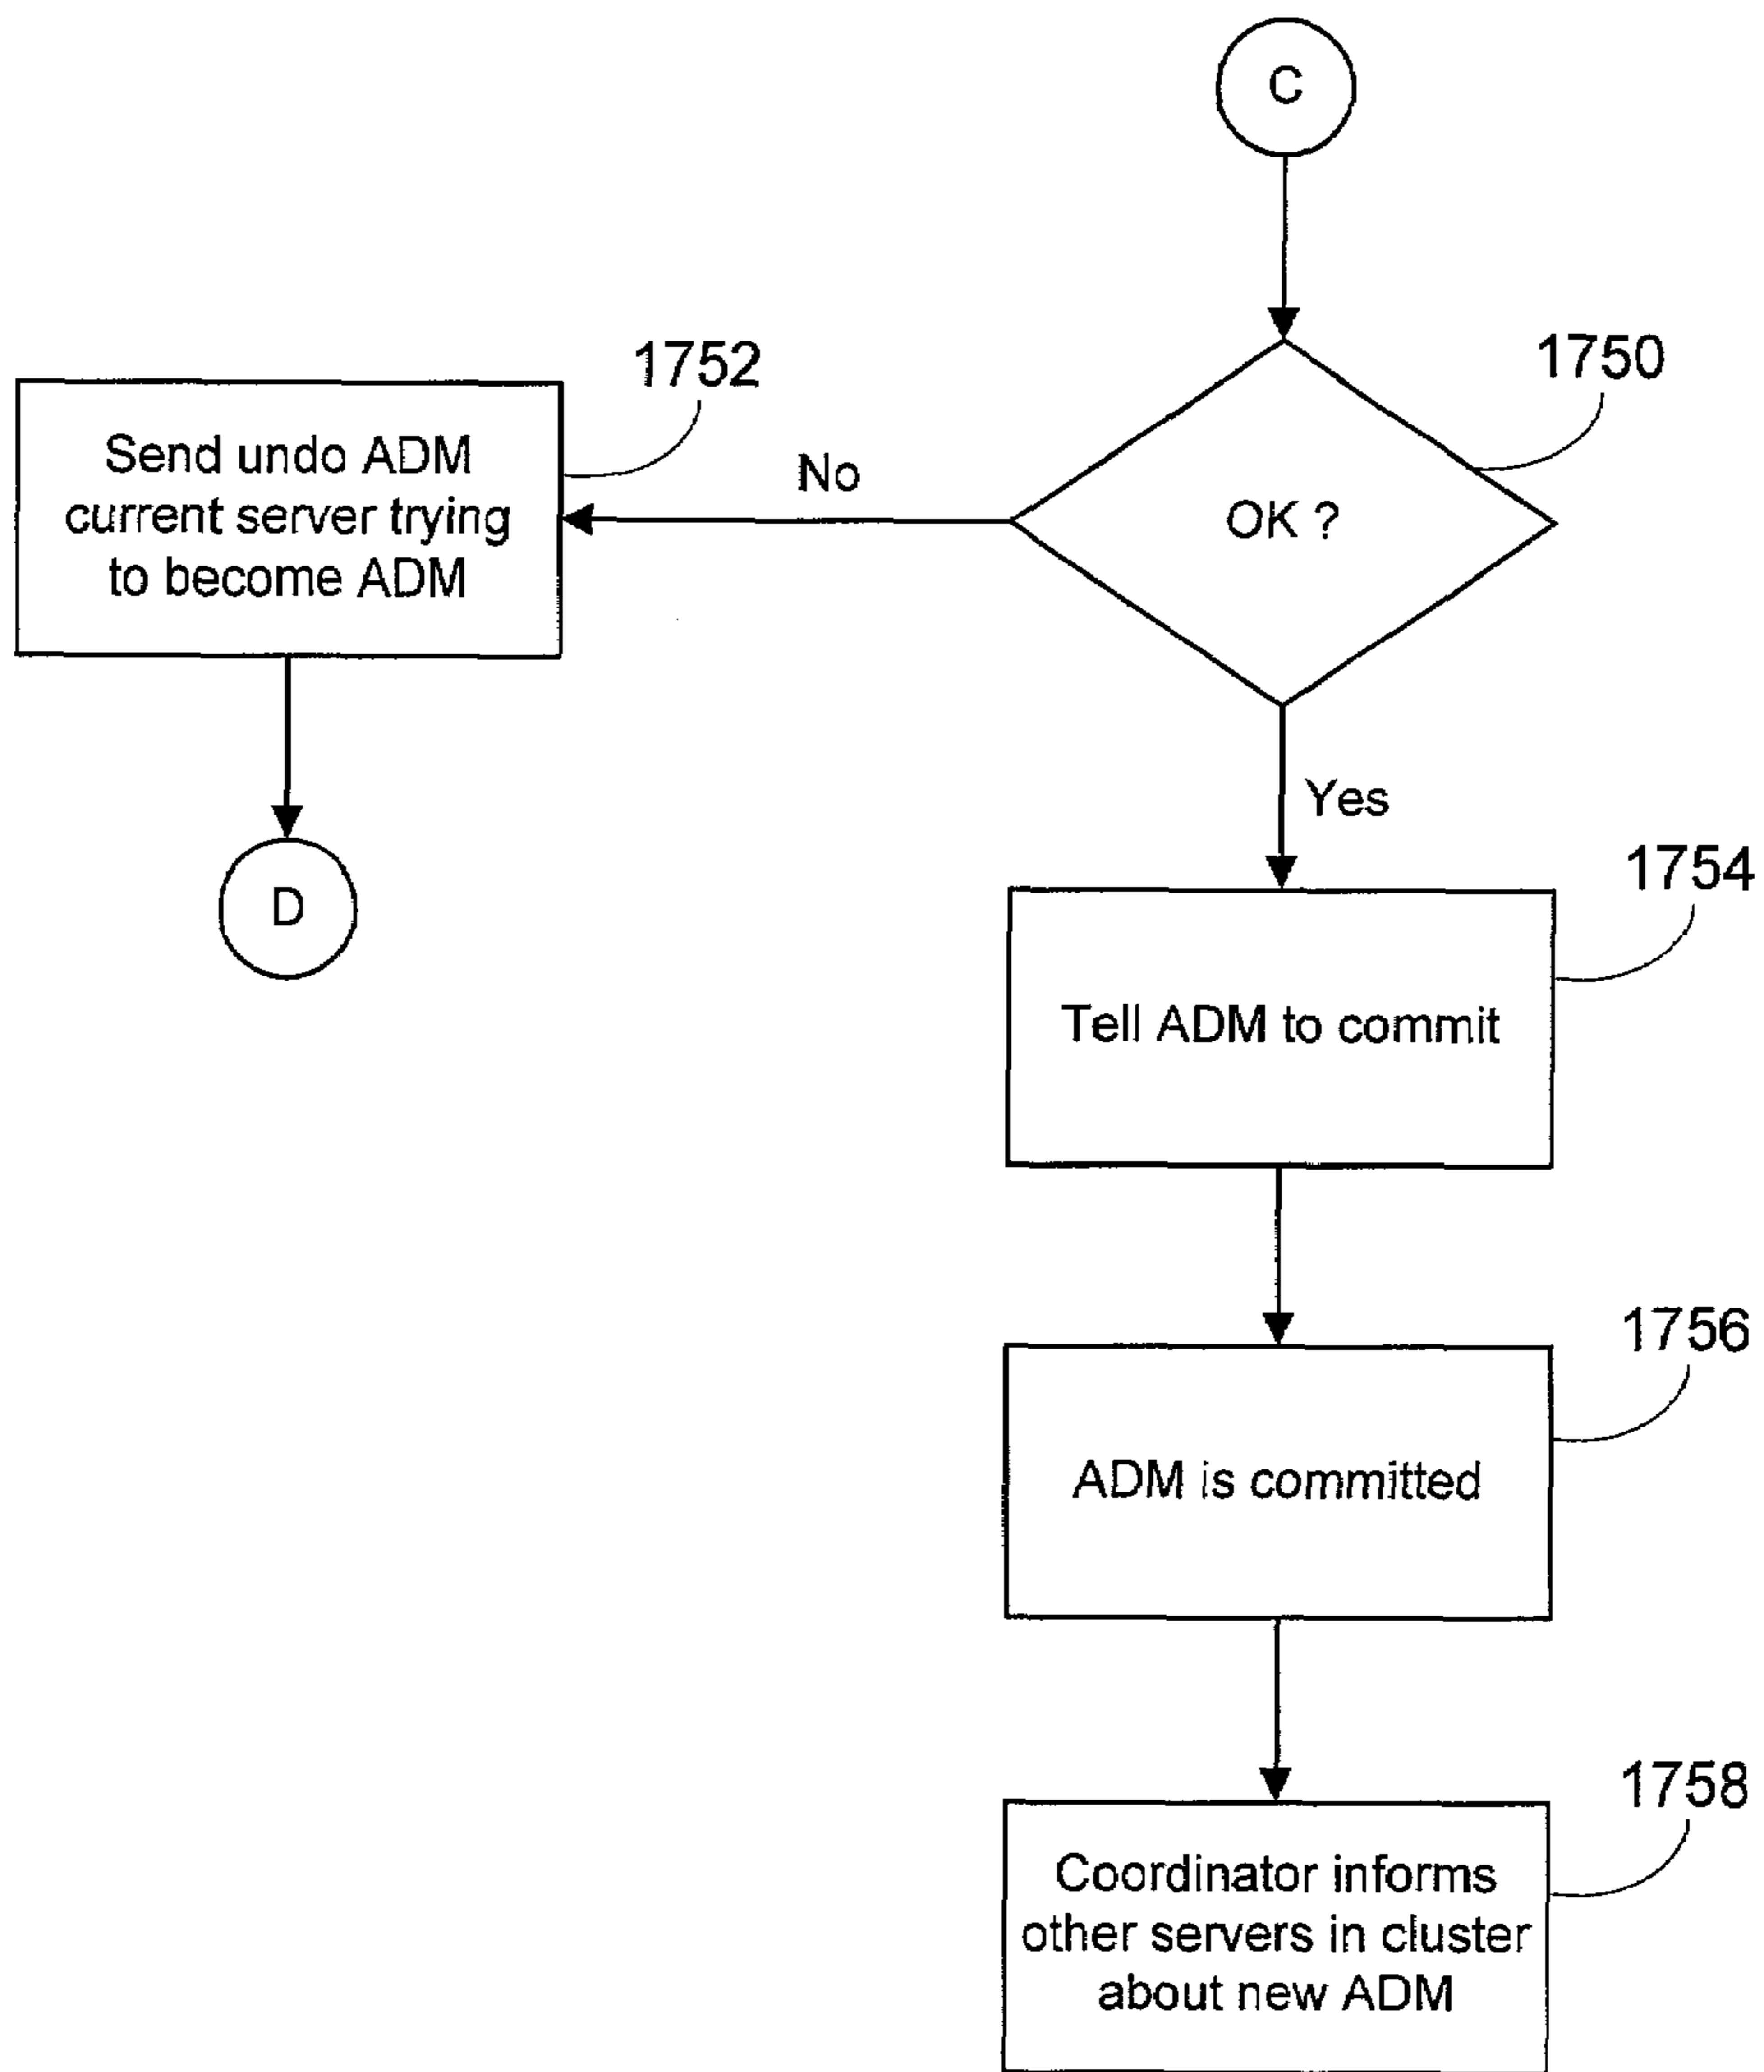 C
1750
OK ?
No
1752
Send undo ADM
current server trying
to become ADM
D
Yes
1754
Tell ADM to commit
1756
ADM is committed
1758
Coordinator informs
other servers in cluster
about new ADM